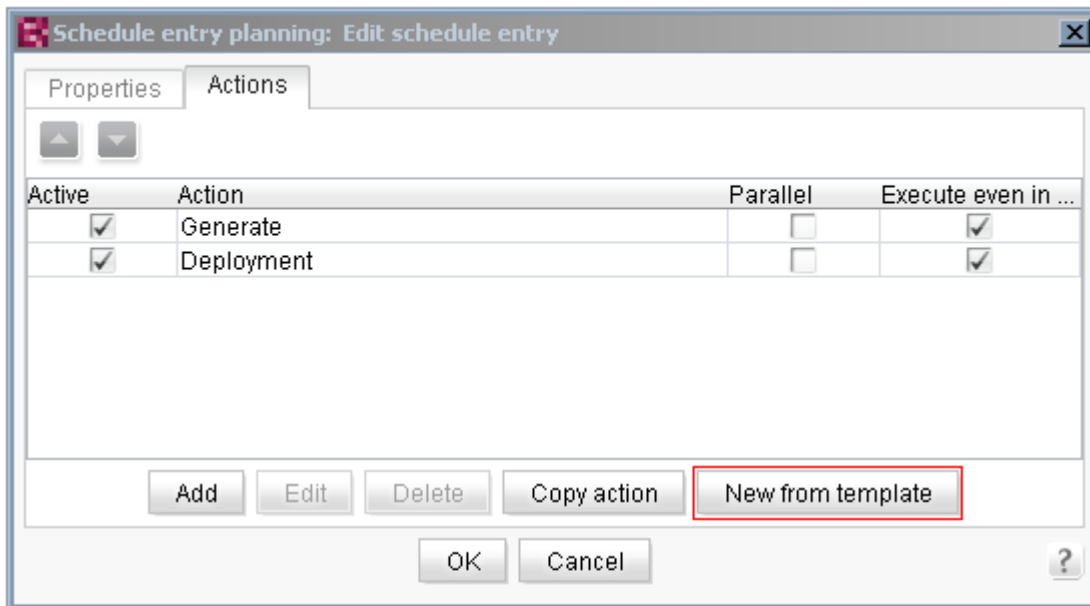 Schedule entry planning: Edit schedule entry
Properties Actions
Active Action Parallel Execute even in ...
Generate
Deployment
Add Edit Delete Copy action New from template
OK Cancel ?